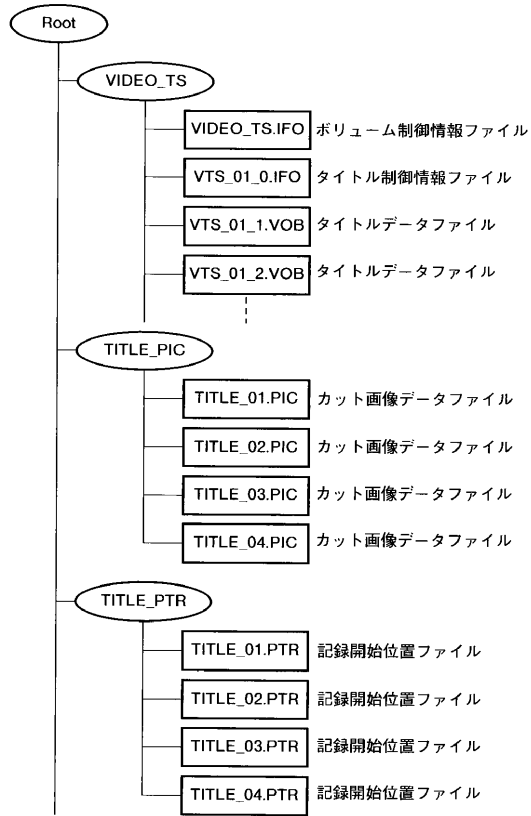 Root
VIDEO_TS
VIDEO_TS.IFO ボリューム制御情報ファイル
VTS_01_0.IFO タイトル制御情報ファイル
VTS_01_1.VOB タイトルデータファイル
VTS_01_2.VOB タイトルデータファイル
TITLE_PIC
TITLE_01.PIC カット画像データファイル
TITLE_02.PIC カット画像データファイル
TITLE_03.PIC カット画像データファイル
TITLE_04.PIC カット画像データファイル
TITLE_PTR
TITLE_01.PTR 記録開始位置ファイル
TITLE_02.PTR 記録開始位置ファイル
TITLE_03.PTR 記録開始位置ファイル
TITLE_04.PTR 記録開始位置ファイル